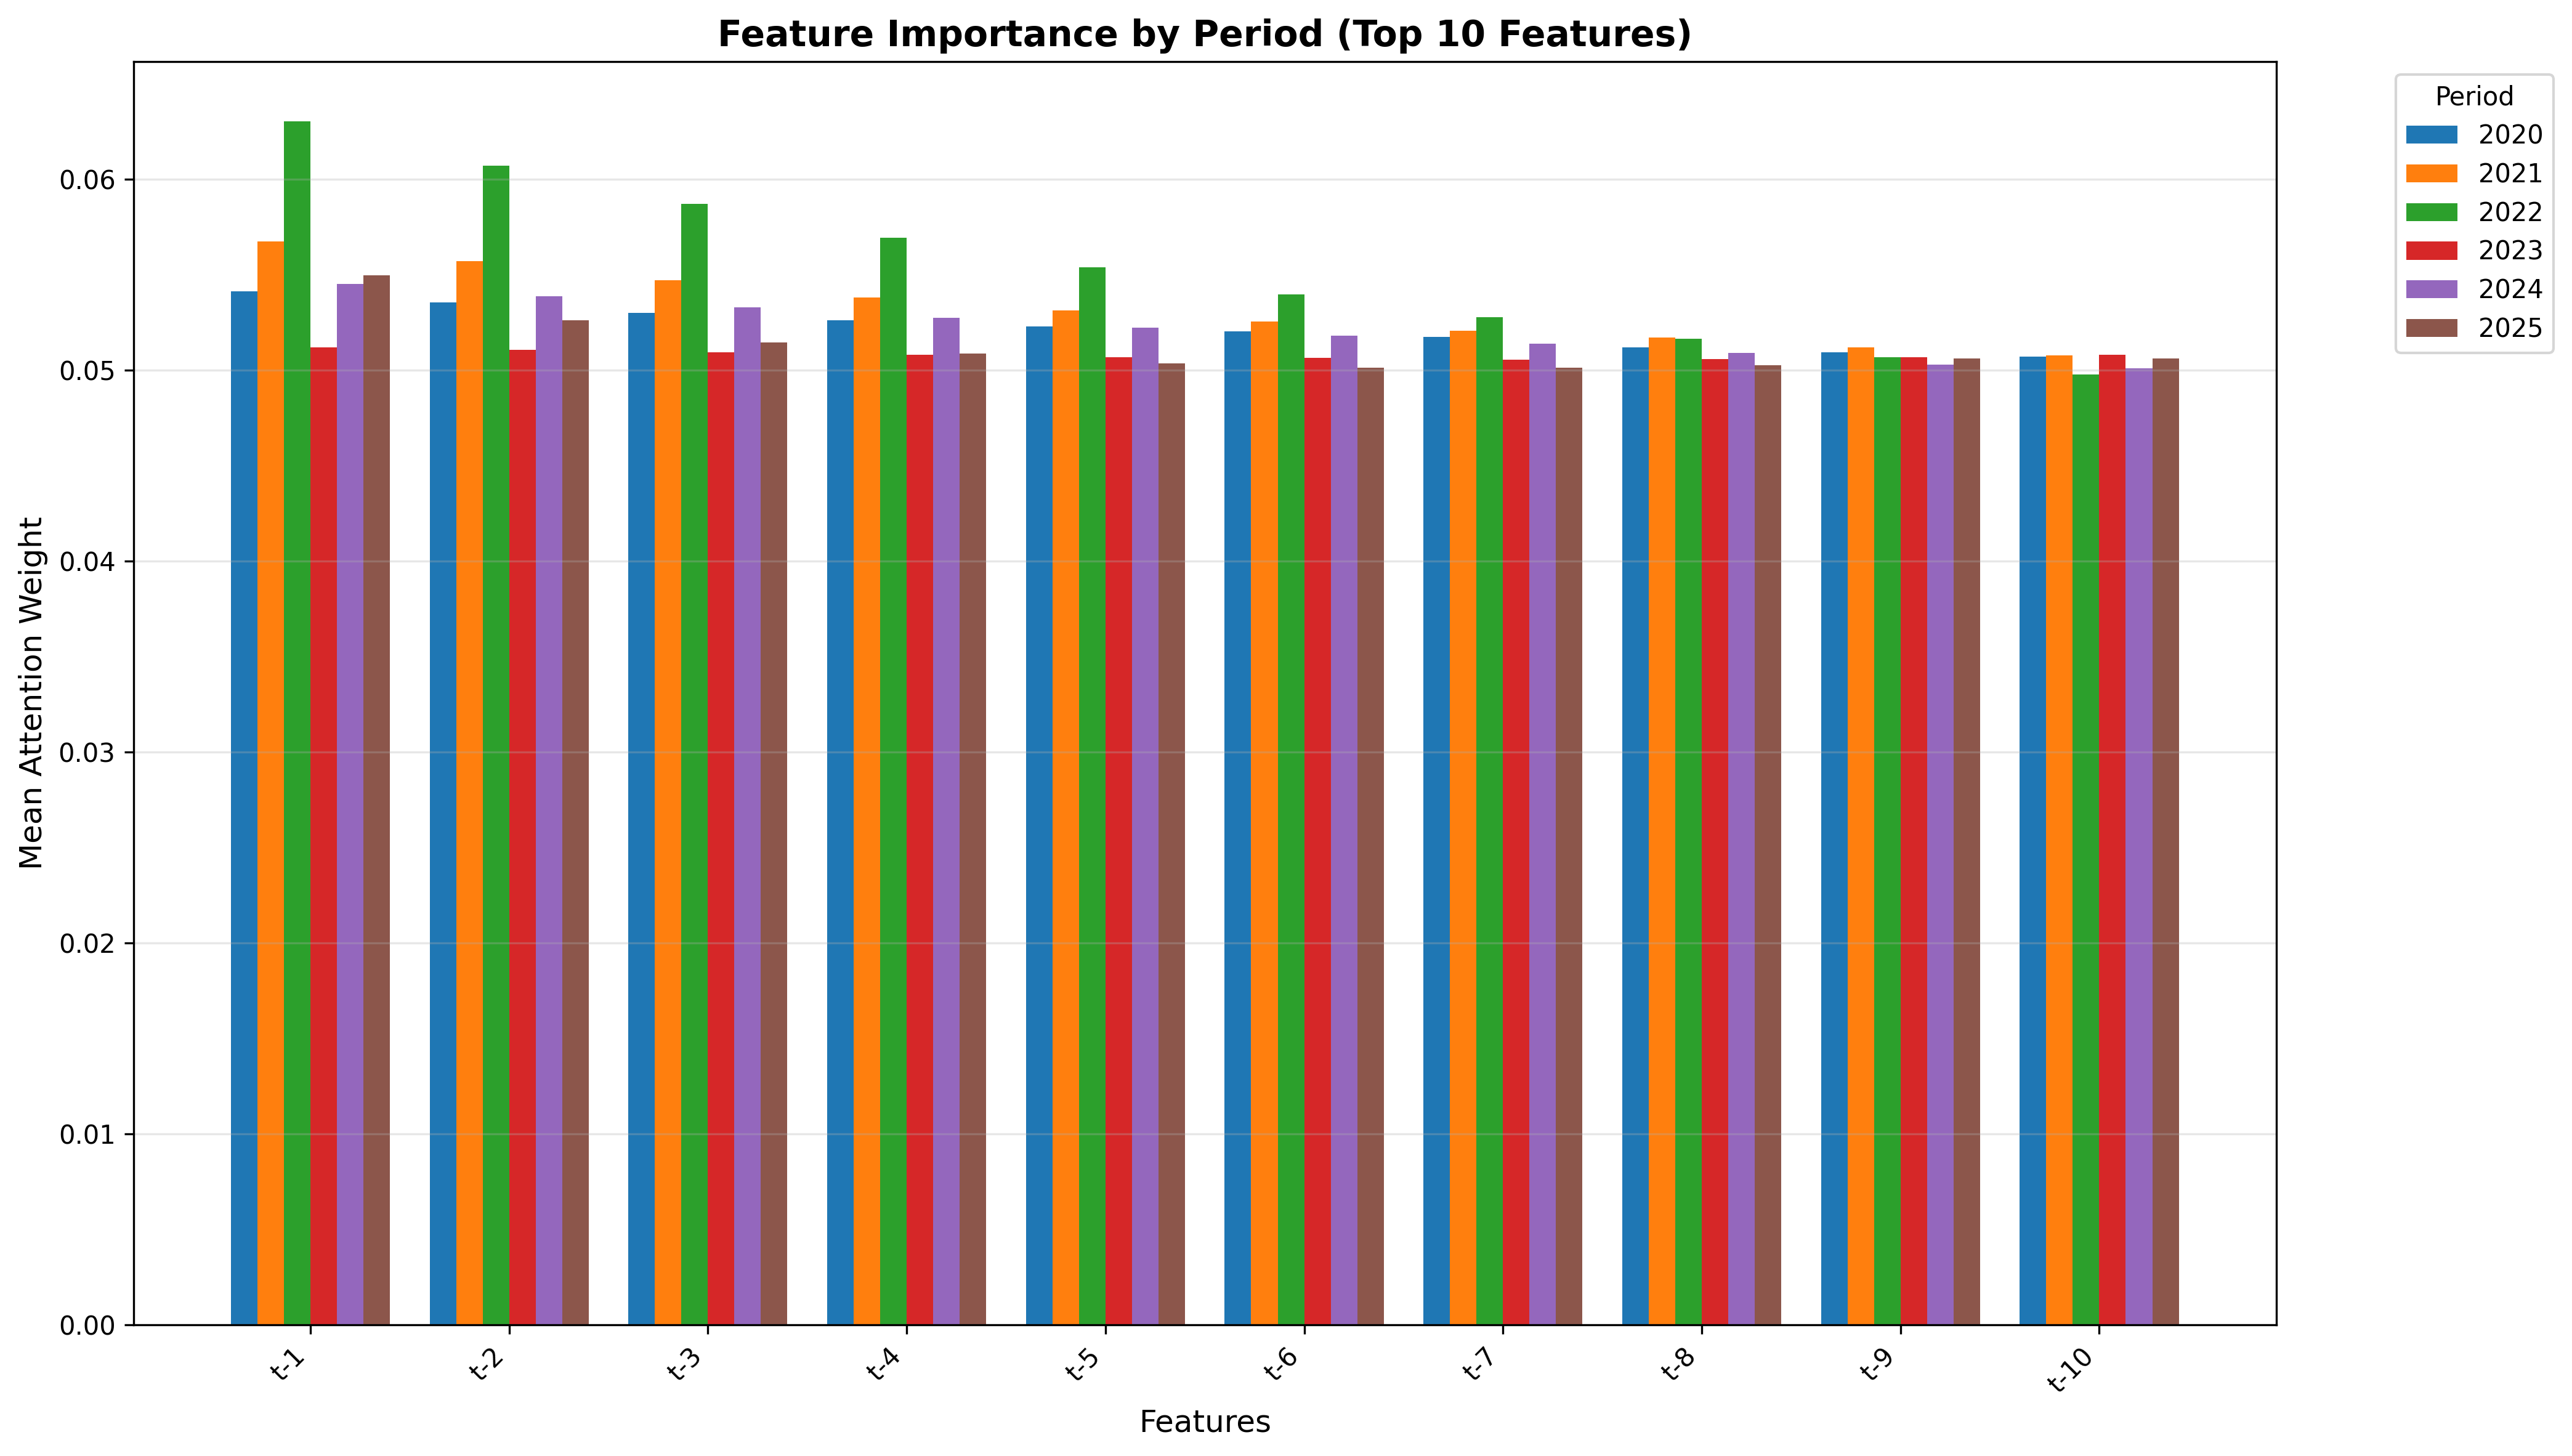 Feature Importance by Period (Top 10 Features)
Mean Attention Weight
0.06
0.05
0.04
0.03
0.02
0.01
0.00
t-1
t-2
t-3
t-4
t-5
t-6
t-7
t-8
t-9
t-10
Features
Period
2020
2021
2022
2023
2024
2025